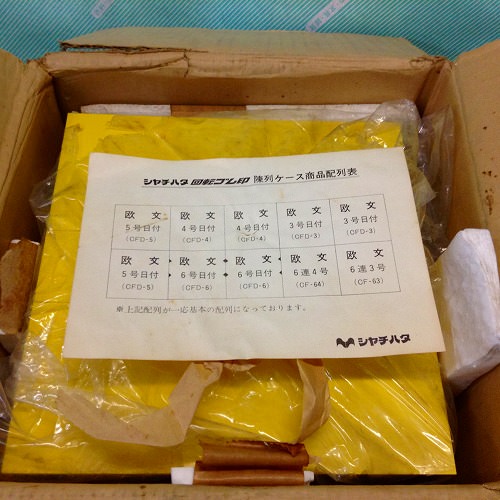 シヤチハタ 回転ゴム印 陳列ケース商品配列表
欧文 欧文 欧文 欧文 欧文
5号日付 4号日付 4号日付 3号日付 3号日付
(CFD-5) (CFD-4) (CFD-4) (CFD-3) (CFD-3)
欧文 欧文 欧文 欧文 欧文
5号日付 6号日付 6号日付 6連4号 6連3号
(CFD-5) (CFD-6) (CFD-6) (CF-64) (CF-63)
※上記配列が一応基本の配列になっております。
シヤチハタ